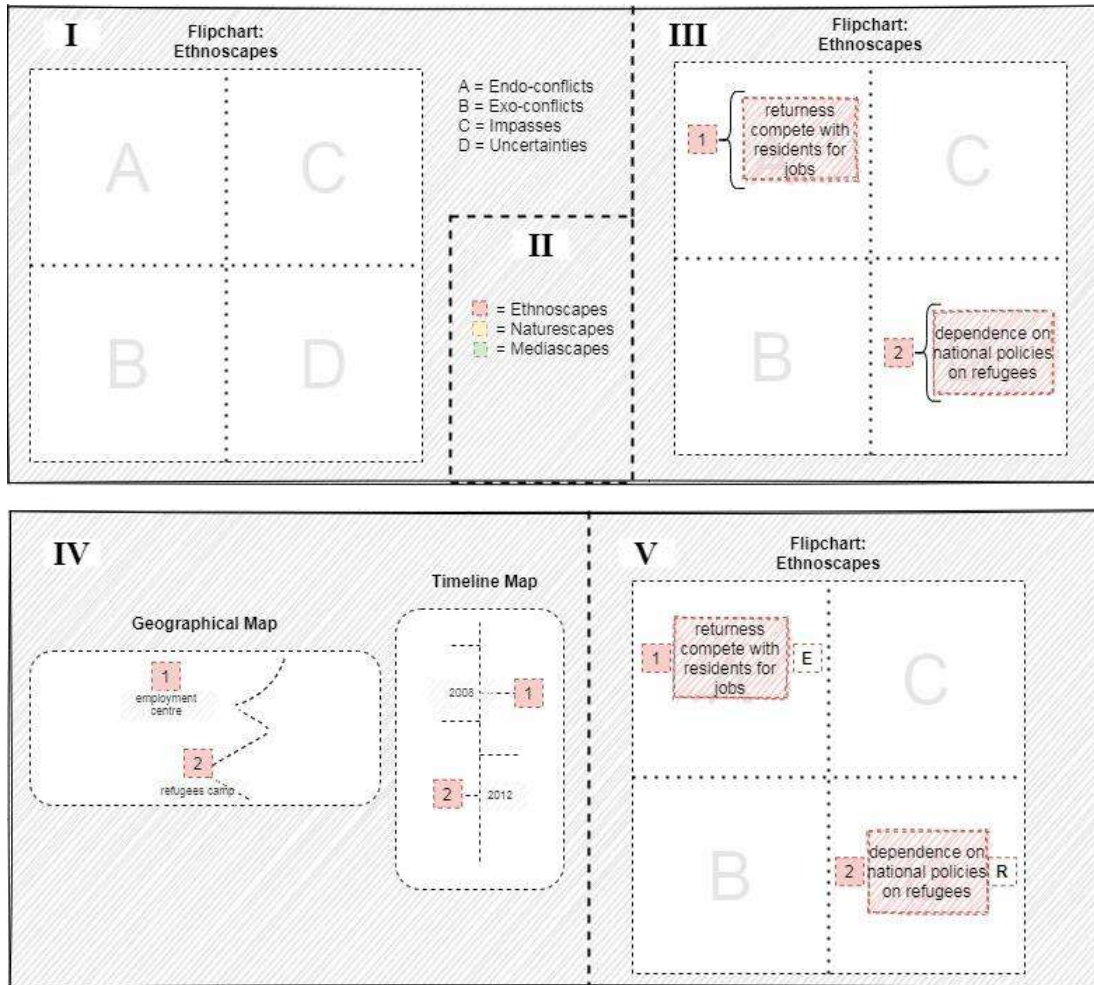 I
Flipchart:
Ethnoscapes
A
C
B
D
A = Endo-conflicts
B = Exo-conflicts
C = Impasses
D = Uncertainties
II
= Ethnoscapes
= Naturescapes
= Mediascapes
III
Flipchart:
Ethnoscapes
1
returness
compete with
residents for
jobs
C
B
2
dependence on
national policies
on refugees
IV
Geographical Map
1
employment
centre
2
refugees camp
Timeline Map
2008
1
2
2012
V
Flipchart:
Ethnoscapes
1
returness
compete with
residents for
jobs
E
C
B
2
dependence on
national policies
on refugees
R